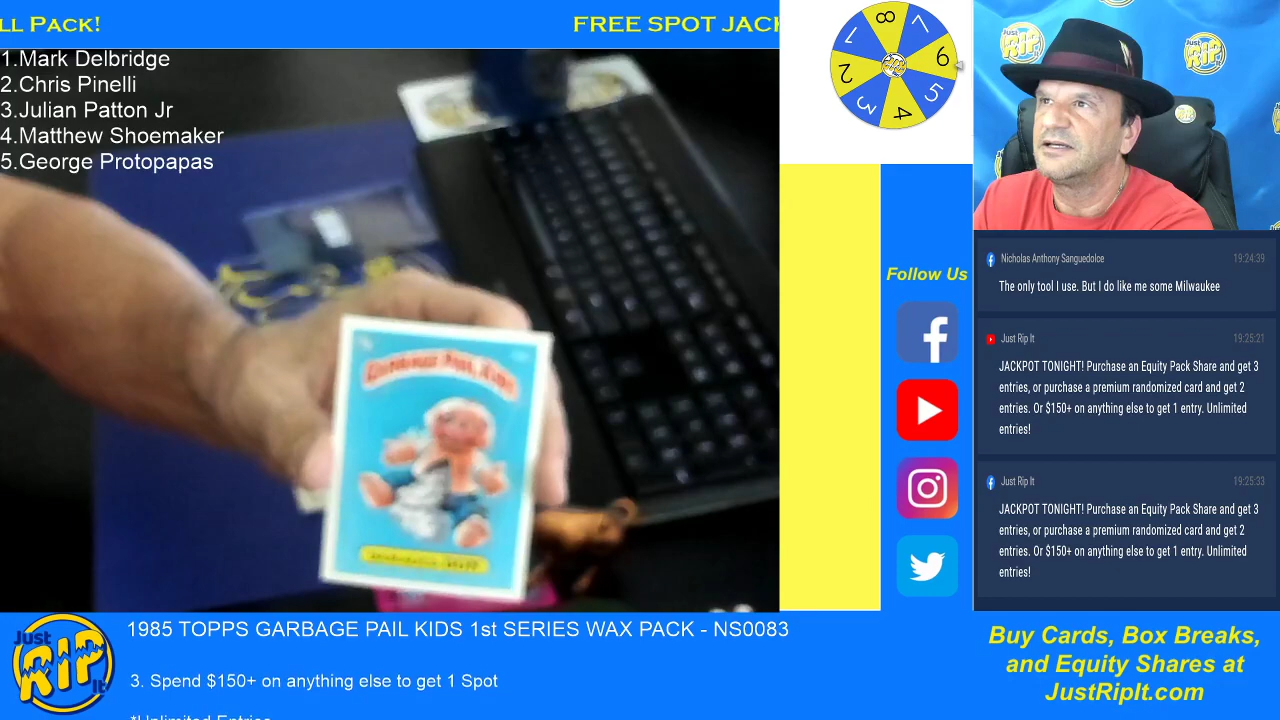 LL PACK!
FREE SPOT JACK
1.Mark Delbridge
2.Chris Pinelli
3.Julian Patton Jr
4.Matthew Shoemaker
5.George Protopapas
GARBAGE PAIL KIDS
8
7
6
5
4
3
2
1
Just
RIP
It
Follow Us
Nicholas Anthony Sanguedolce
19:24:39
The only tool I use. But I do like me some Milwaukee
Just Rip It
19:25:21
JACKPOT TONIGHT! Purchase an Equity Pack Share and get 3
entries, or purchase a premium randomized card and get 2
entries. Or $150+ on anything else to get 1 entry. Unlimited
entries!
Just Rip It
19:25:33
JACKPOT TONIGHT! Purchase an Equity Pack Share and get 3
entries, or purchase a premium randomized card and get 2
entries. Or $150+ on anything else to get 1 entry. Unlimited
entries!
Just
RIP
It
1985 TOPPS GARBAGE PAIL KIDS 1st SERIES WAX PACK - NS0083
3. Spend $150+ on anything else to get 1 Spot
*Unlimited Entries
Buy Cards, Box Breaks,
and Equity Shares at
JustRipIt.com